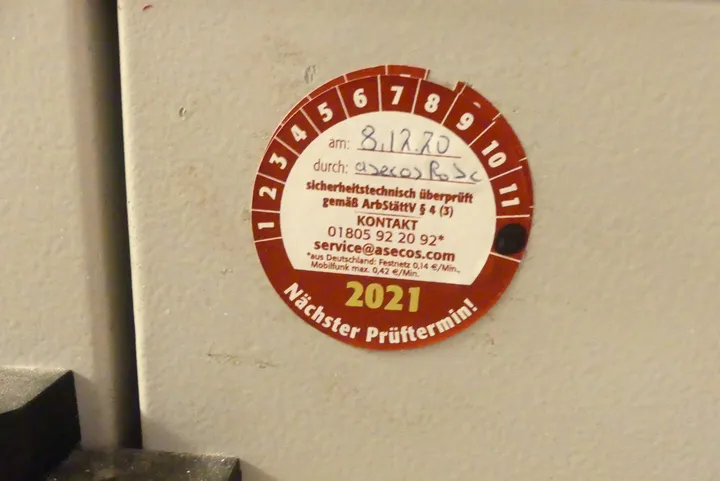 1 2 3 4 5 6 7 8 9 10 11
am: 8.12.20
durch: asecos
sicherheitstechnisch überprüft
gemäß ArbStättV § 4 (3)
KONTAKT
01805 92 20 92*
service@asecos.com
*aus Deutschland: Festnetz 0,14 €/Min.,
Mobilfunk max. 0,42 €/Min.
2021
Nächster Prüftermin!